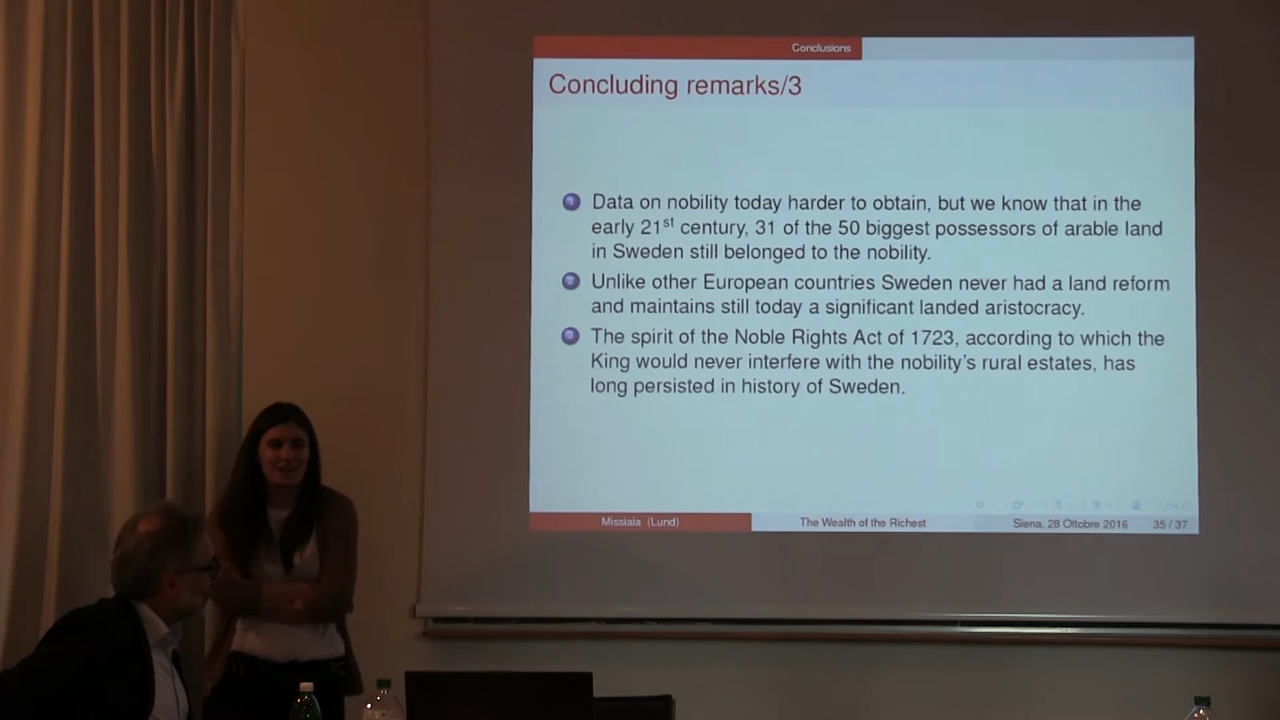 Conclusions
Concluding remarks/3
1 Data on nobility today harder to obtain, but we know that in the
early 21st century, 31 of the 50 biggest possessors of arable land
in Sweden still belonged to the nobility.
2 Unlike other European countries Sweden never had a land reform
and maintains still today a significant landed aristocracy.
3 The spirit of the Noble Rights Act of 1723, according to which the
King would never interfere with the nobility's rural estates, has
long persisted in history of Sweden.
Missiaia (Lund) The Wealth of the Richest Siena, 28 Ottobre 2016 35 / 37